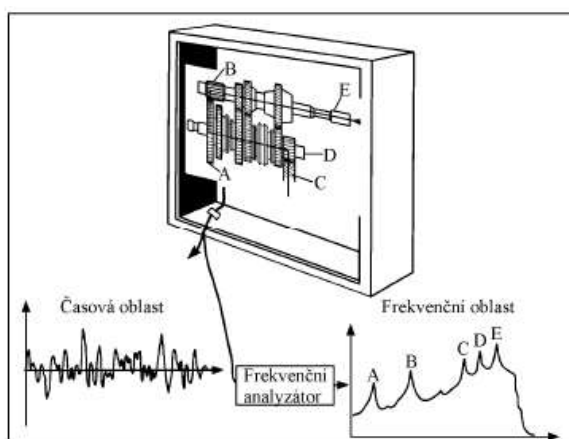 B
E
D
A
C
Časová oblast
Frekvenční oblast
A B C D E
Frekvenční
analyzátor